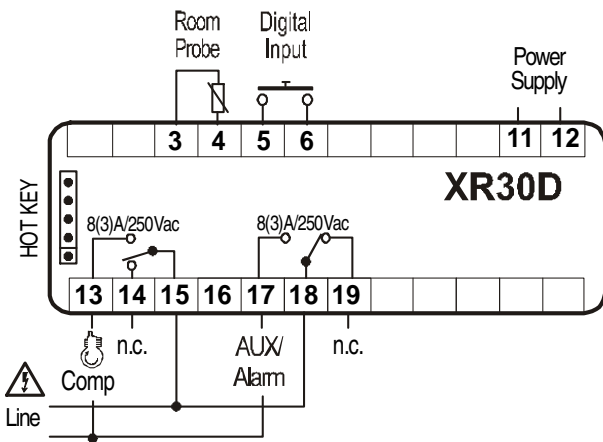 Room Probe
Digital Input
Power Supply
3 4 5 6 11 12
XR30D
HOT KEY
8(3)A/250Vac 8(3)A/250Vac
13 14 15 16 17 18 19
n.c. n.c.
Comp
AUX/ Alarm
Line